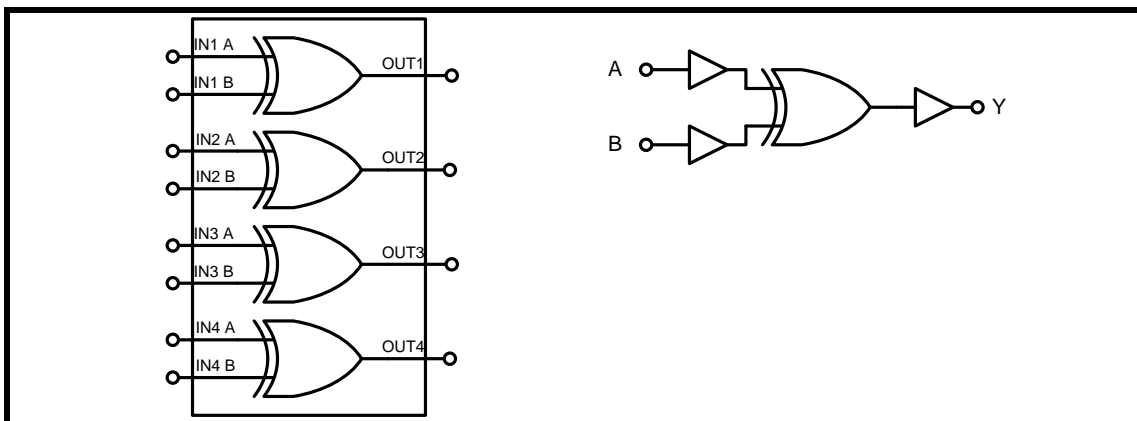 IN1 A
OUT1
IN1 B
IN2 A
OUT2
IN2 B
IN3 A
OUT3
IN3 B
IN4 A
OUT4
IN4 B
A
B
Y